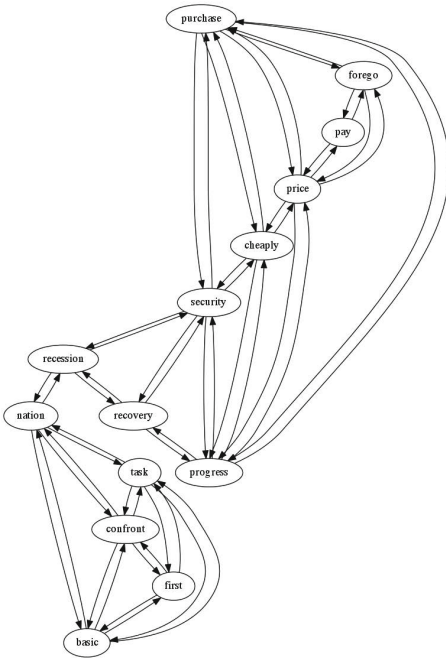 purchase
forego
pay
price
cheaply
security
recession
nation
recovery
task
progress
confront
first
basic